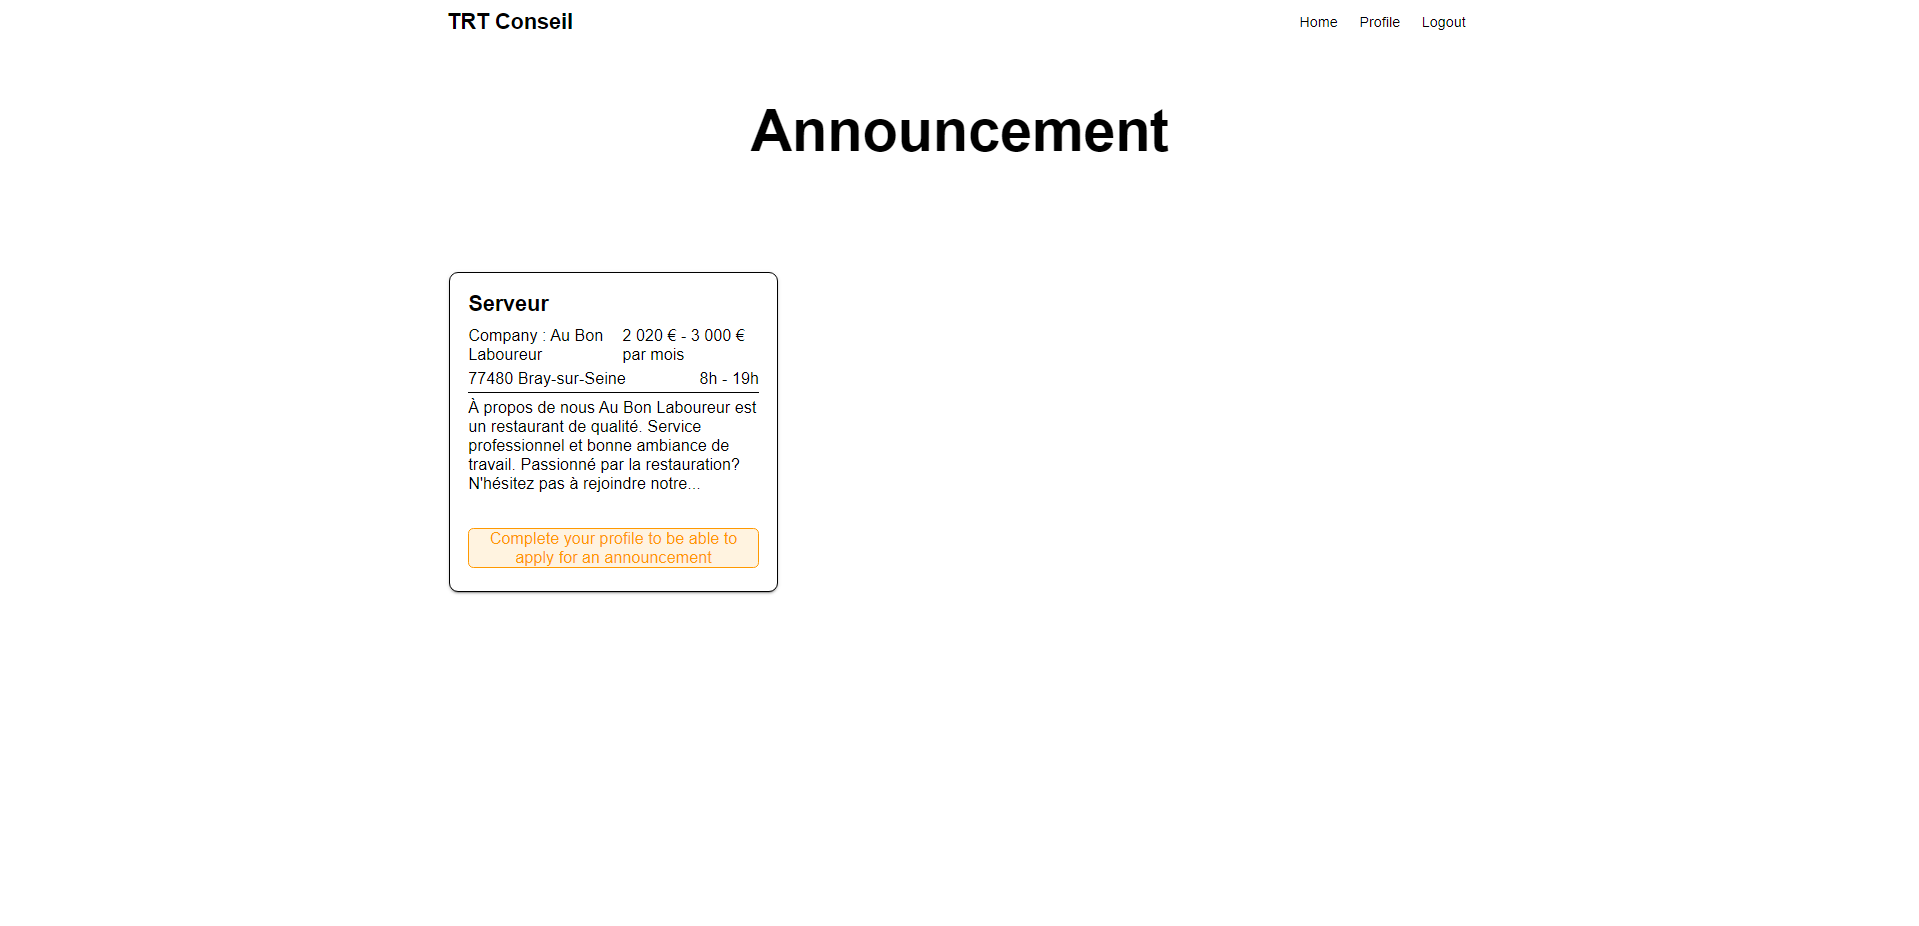 TRT Conseil
Home Profile Logout
Announcement
Serveur
Company : Au Bon Laboureur
2 020 € - 3 000 € par mois
77480 Bray-sur-Seine 8h - 19h
À propos de nous Au Bon Laboureur est
un restaurant de qualité. Service
professionnel et bonne ambiance de
travail. Passionné par la restauration?
N'hésitez pas à rejoindre notre...
Complete your profile to be able to
apply for an announcement